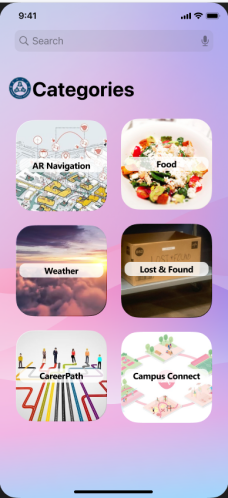 9:41
Search
Categories
AR Navigation
Food
Weather
Lost & Found
CareerPath
Campus Connect